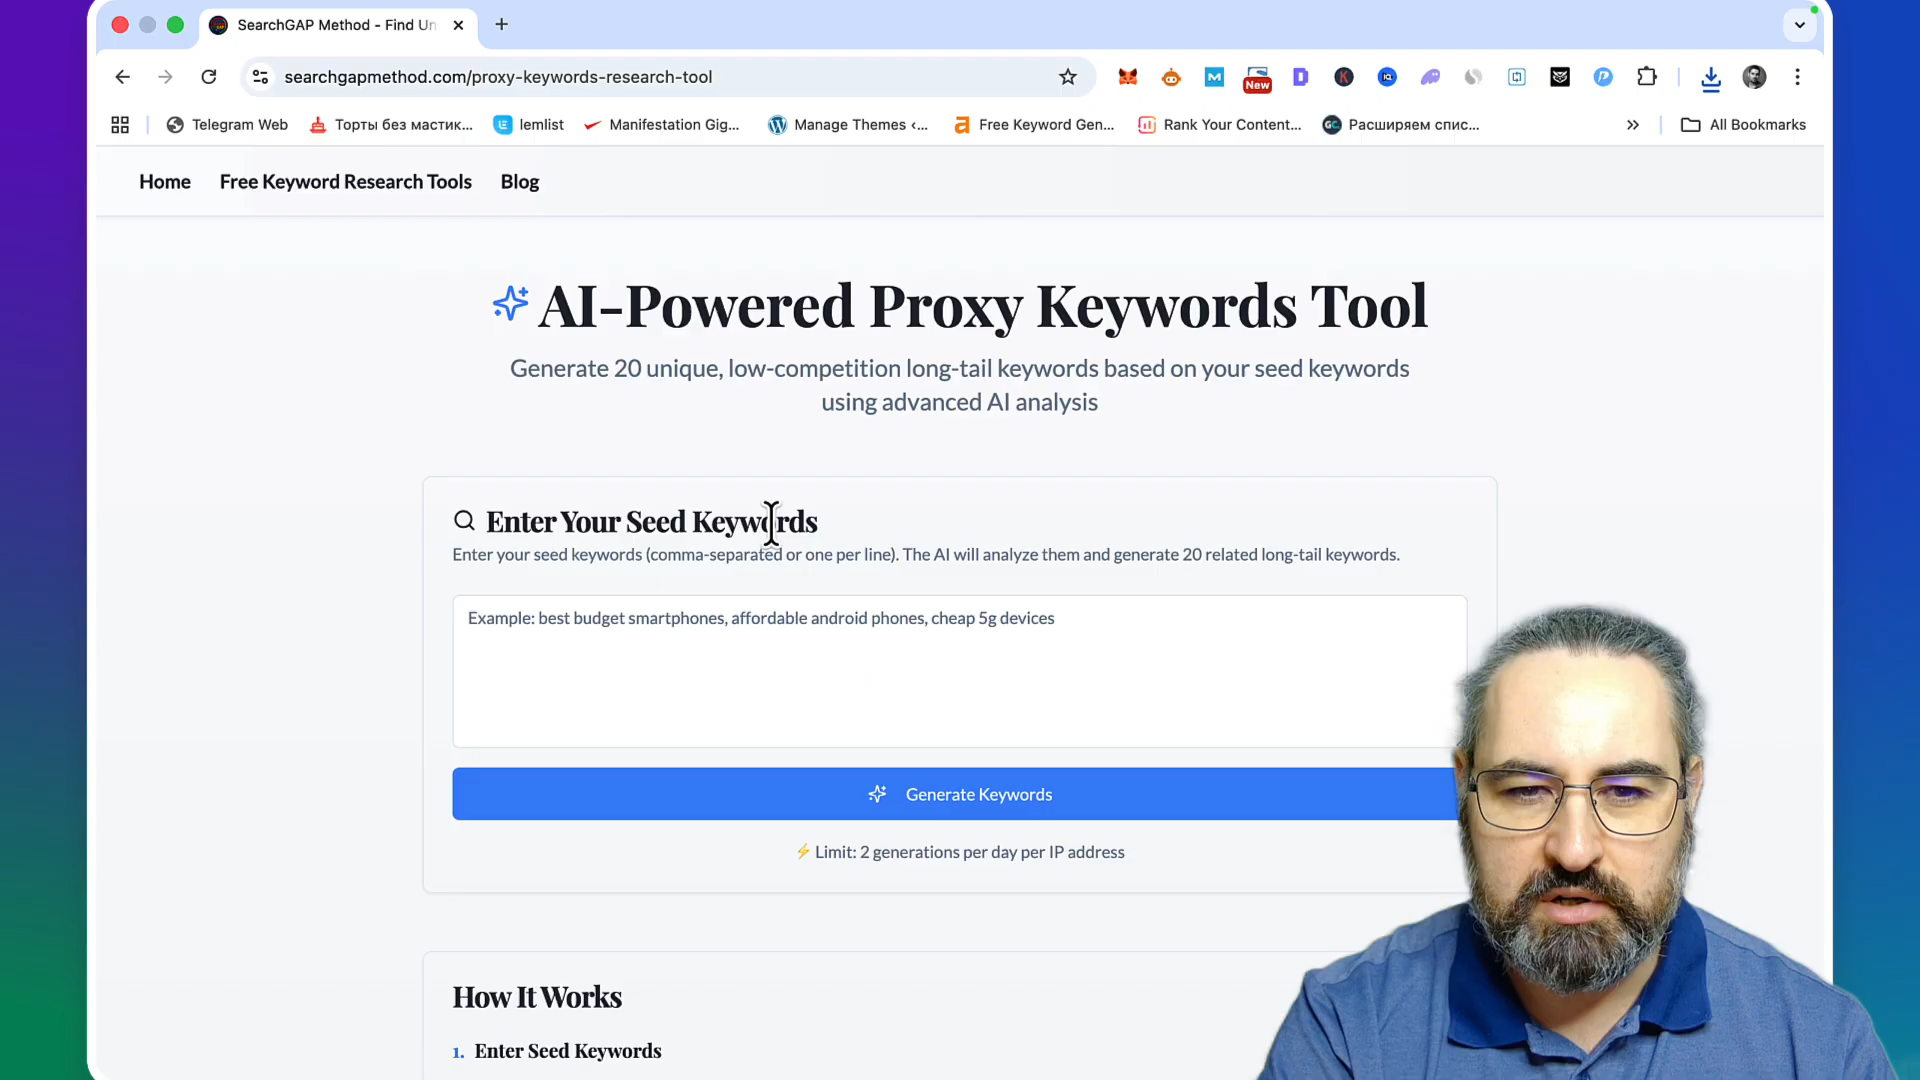 SearchGAP Method - Find Un
searchgapmethod.com/proxy-keywords-research-tool
New
Telegram Web
Торты без мастик...
lemlist
Manifestation Gig...
Manage Themes ‹...
Free Keyword Gen...
Rank Your Content...
Расширяем спис...
All Bookmarks
Home
Free Keyword Research Tools
Blog
AI-Powered Proxy Keywords Tool
Generate 20 unique, low-competition long-tail keywords based on your seed keywords
using advanced AI analysis
Enter Your Seed Keywords
Enter your seed keywords (comma-separated or one per line). The AI will analyze them and generate 20 related long-tail keywords.
Example: best budget smartphones, affordable android phones, cheap 5g devices
Generate Keywords
⚡ Limit: 2 generations per day per IP address
How It Works
1. Enter Seed Keywords